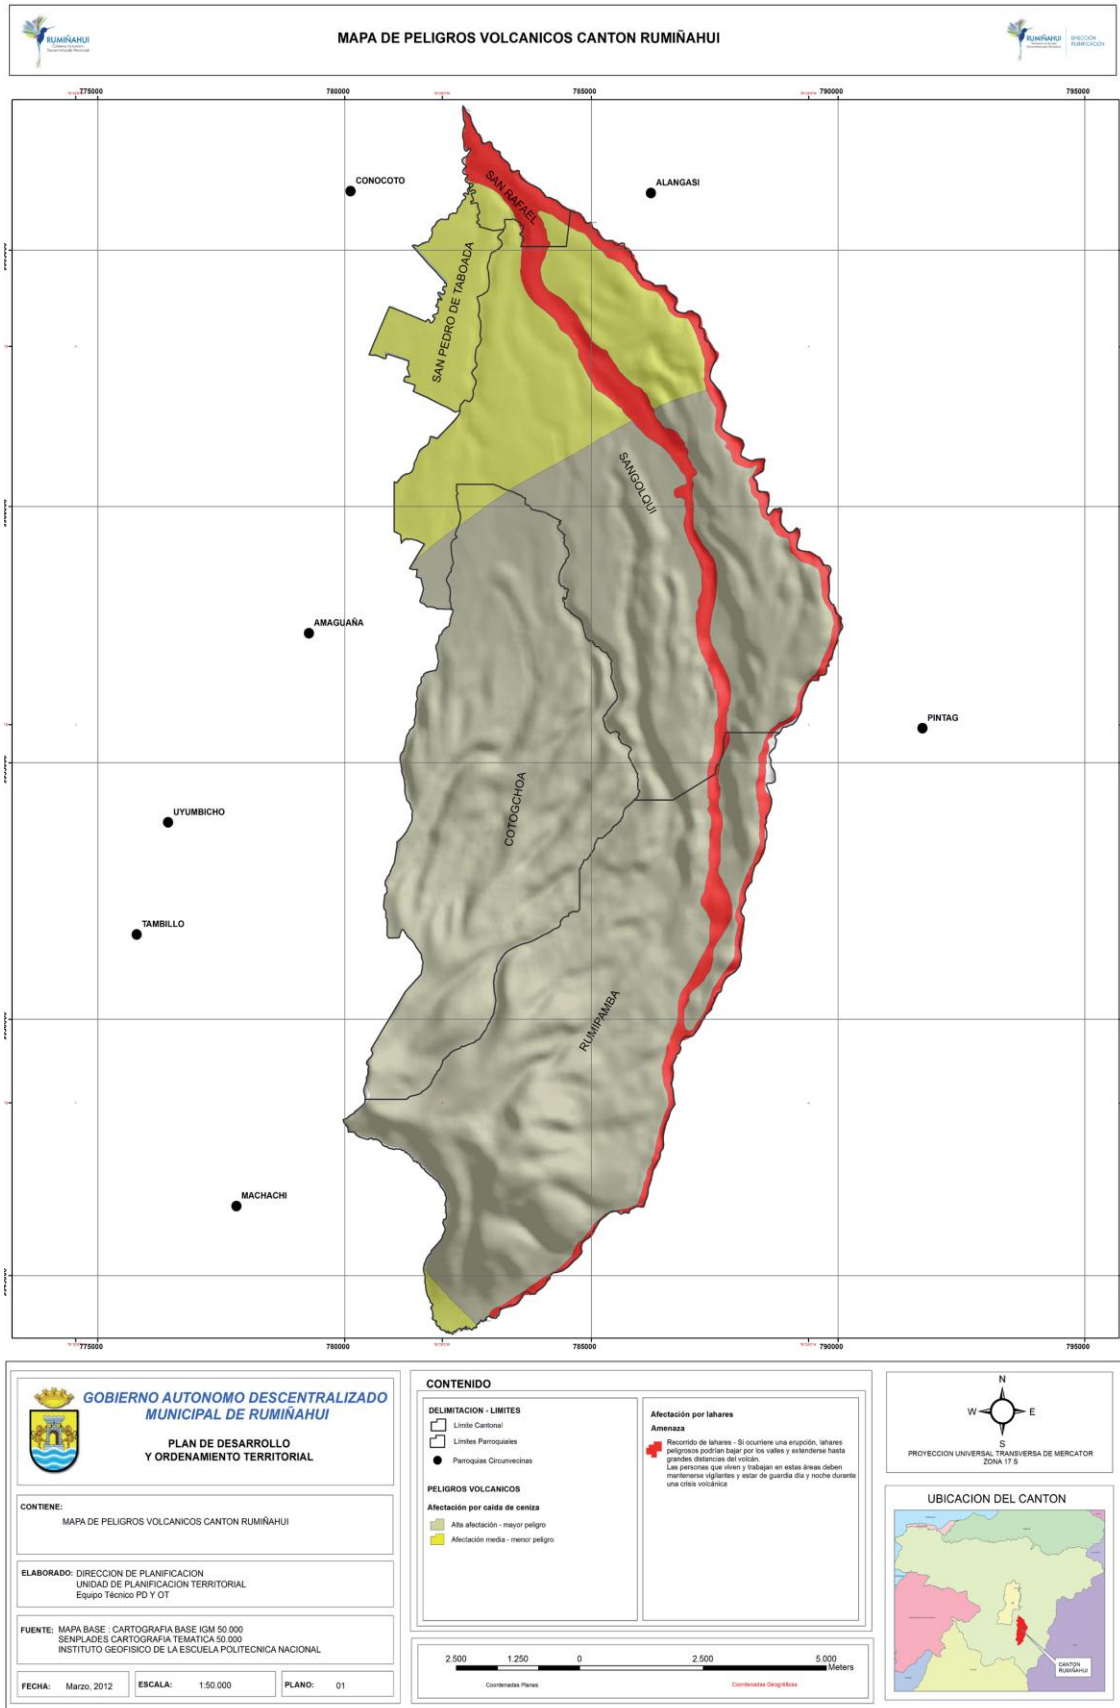 RUMIÑAHUI
MAPA DE PELIGROS VOLCANICOS CANTON RUMIÑAHUI
RUMIÑAHUI
DIRECCIÓN
PLANIFICACIÓN
775000
780000
785000
790000
795000
CONOCOTO
ALANGASI
SAN RAFAEL
SAN PEDRO DE TABOADA
SANGOLQUI
AMAGUAÑA
PINTAG
UYUMBICHO
COTOGCHOA
TAMBILLO
RUMIPAMBA
MACHACHI
775000
780000
785000
790000
795000
GOBIERNO AUTONOMO DESCENTRALIZADO
MUNICIPAL DE RUMIÑAHUI
PLAN DE DESARROLLO
Y ORDENAMIENTO TERRITORIAL
CONTIENE:
MAPA DE PELIGROS VOLCANICOS CANTON RUMIÑAHUI
ELABORADO: DIRECCION DE PLANIFICACION
UNIDAD DE PLANIFICACION TERRITORIAL
Equipo Técnico PD Y OT
FUENTE: MAPA BASE : CARTOGRAFIA BASE IGM 50.000
SENPLADES CARTOGRAFIA TEMATICA 50.000
INSTITUTO GEOFISICO DE LA ESCUELA POLITECNICA NACIONAL
FECHA: Marzo, 2012
ESCALA: 1:50.000
PLANO: 01
CONTENIDO
DELIMITACION - LIMITES
Limite Cantonal
Limites Parroquiales
Parroquias Circunvecinas
PELIGROS VOLCANICOS
Afectación por caida de ceniza
Alta afectación - mayor peligro
Afectación media - menor peligro
Afectación por lahares
Amenaza
Recorrido de lahares - Si ocurriere una erupción, lahares
peligrosos podrían bajar por los valles y extenderse hasta
grandes distancias del volcán.
Las personas que viven y trabajan en estas áreas deben
mantenerse vigilantes y estar de guardia día y noche durante
una crisis volcánica
2.500 1.250 0 2.500 5.000
Meters
Coordenadas Planas
Coordenadas Geográficas
N
W E
S
PROYECCION UNIVERSAL TRANSVERSA DE MERCATOR
ZONA 17 S
UBICACION DEL CANTON
CANTON
RUMIÑAHUI